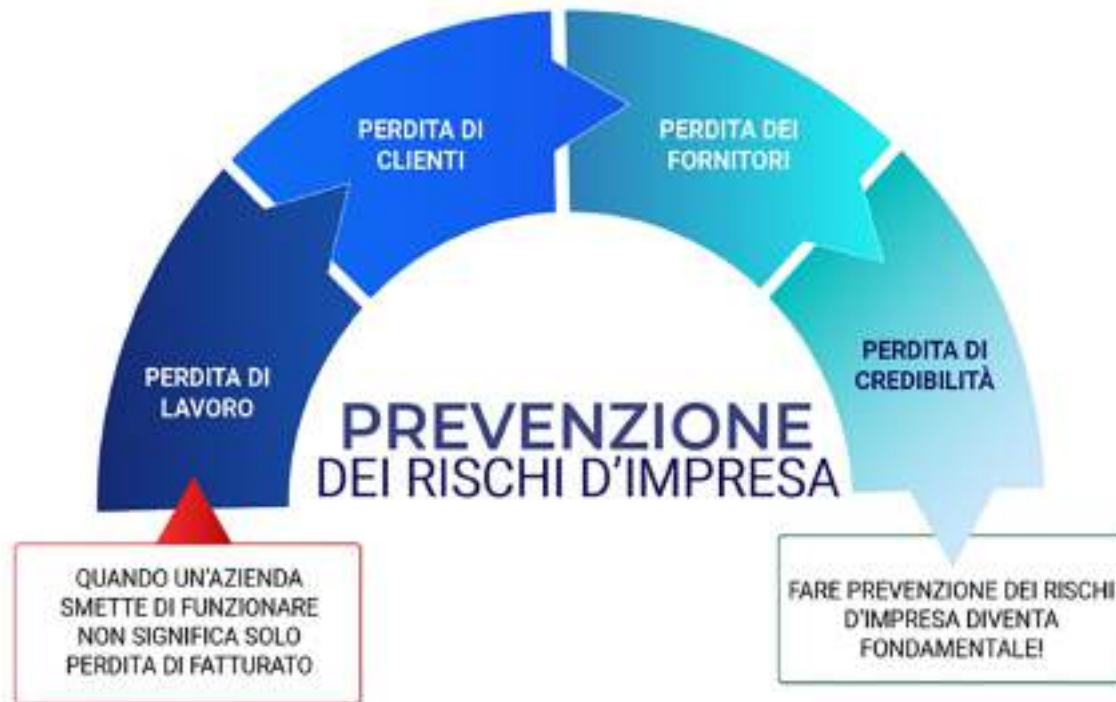 PERDITA DI
CLIENTI
PERDITA DEI
FORNITORI
PERDITA DI
LAVORO
PERDITA DI
CREDIBILITÀ
PREVENZIONE
DEI RISCHI D'IMPRESA
QUANDO UN'AZIENDA
SMETTE DI FUNZIONARE
NON SIGNIFICA SOLO
PERDITA DI FATTURATO
FARE PREVENZIONE DEI RISCHI
D'IMPRESA DIVENTA
FONDAMENTALE!